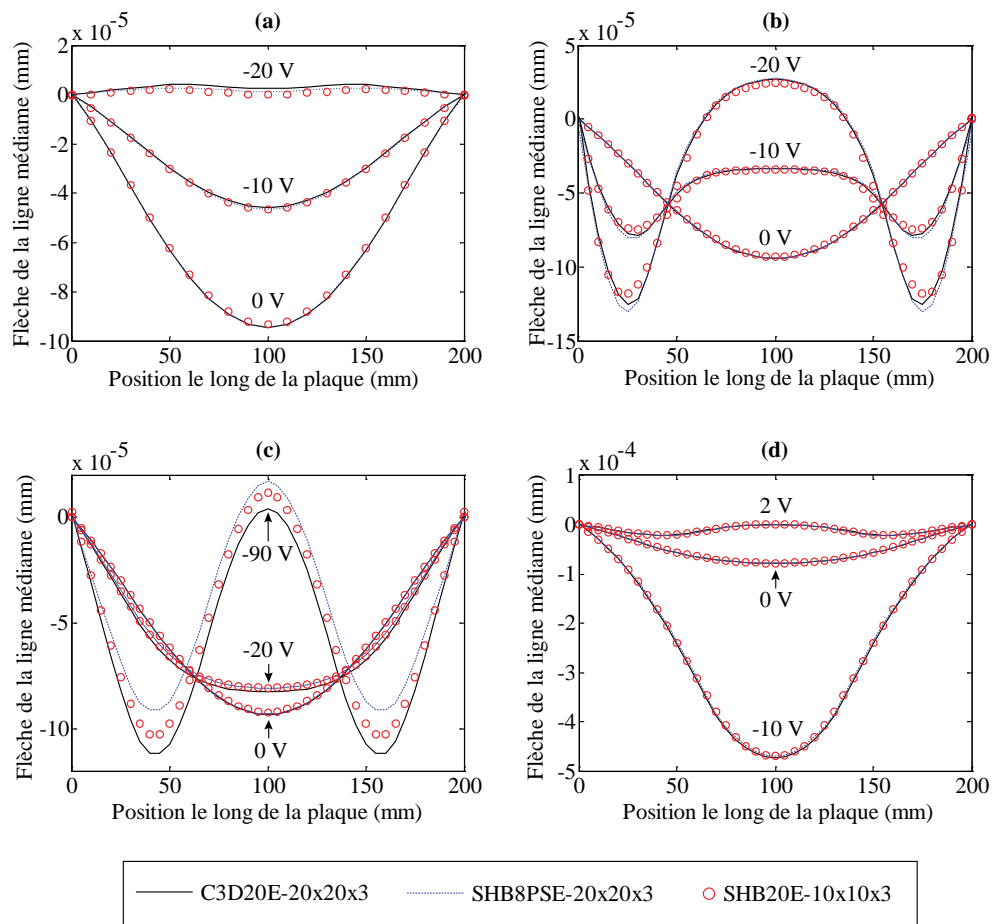 (a)
x 10^-5
2
0
-2
-4
-6
-8
-10
0
50
100
150
200
-20 V
-10 V
0 V
Flèche de la ligne médiame (mm)
Position le long de la plaque (mm)
(b)
x 10^-5
5
0
-5
-10
-15
0
50
100
150
200
-20 V
-10 V
0 V
Flèche de la ligne médiame (mm)
Position le long de la plaque (mm)
(c)
x 10^-5
0
-5
-10
0
50
100
150
200
-90 V
-20 V
0 V
Flèche de la ligne médiame (mm)
Position le long de la plaque (mm)
(d)
x 10^-4
1
0
-1
-2
-3
-4
-5
0
50
100
150
200
2 V
0 V
-10 V
Flèche de la ligne médiame (mm)
Position le long de la plaque (mm)
C3D20E-20x20x3
SHB8PSE-20x20x3
SHB20E-10x10x3